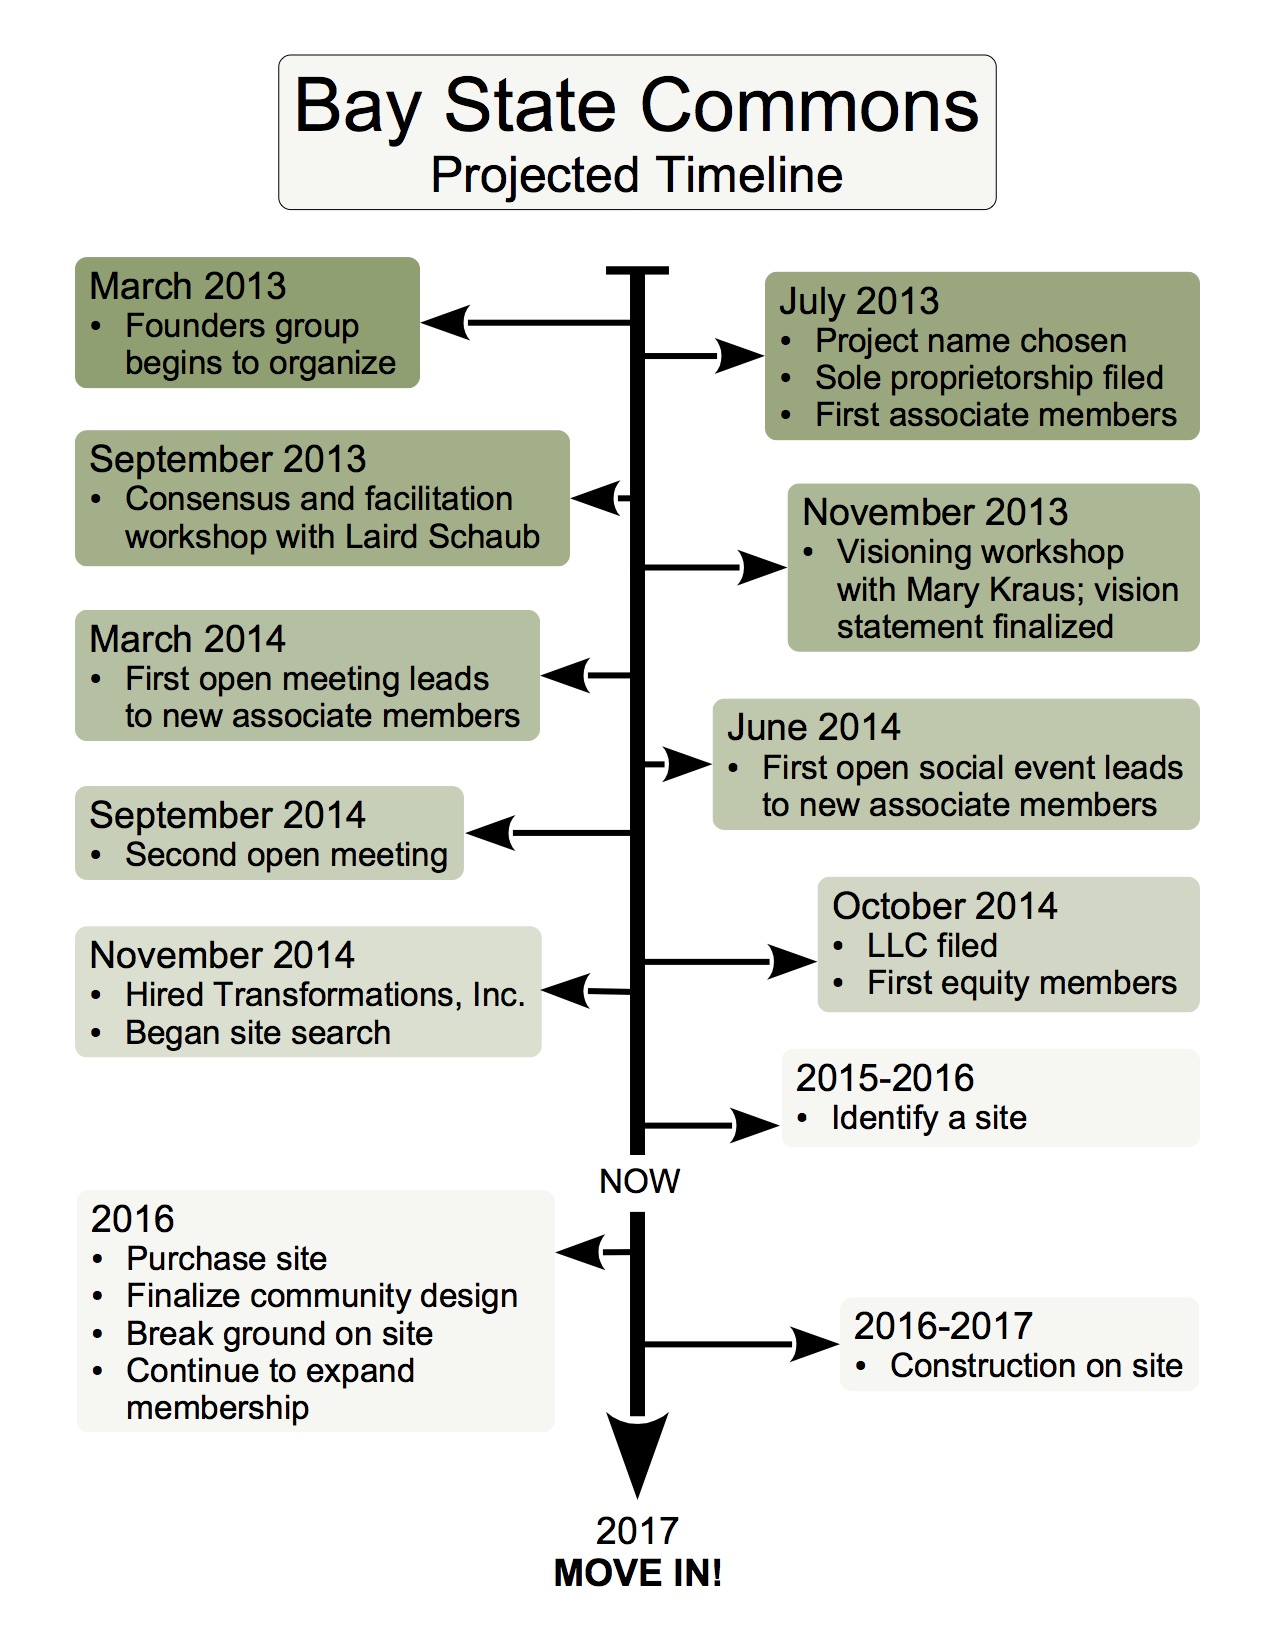 Bay State Commons
Projected Timeline
March 2013
• Founders group
begins to organize
July 2013
• Project name chosen
• Sole proprietorship filed
• First associate members
September 2013
• Consensus and facilitation
workshop with Laird Schaub
November 2013
• Visioning workshop
with Mary Kraus; vision
statement finalized
March 2014
• First open meeting leads
to new associate members
June 2014
• First open social event leads
to new associate members
September 2014
• Second open meeting
October 2014
• LLC filed
• First equity members
November 2014
• Hired Transformations, Inc.
• Began site search
2015-2016
• Identify a site
NOW
2016
• Purchase site
• Finalize community design
• Break ground on site
• Continue to expand
membership
2016-2017
• Construction on site
2017
MOVE IN!